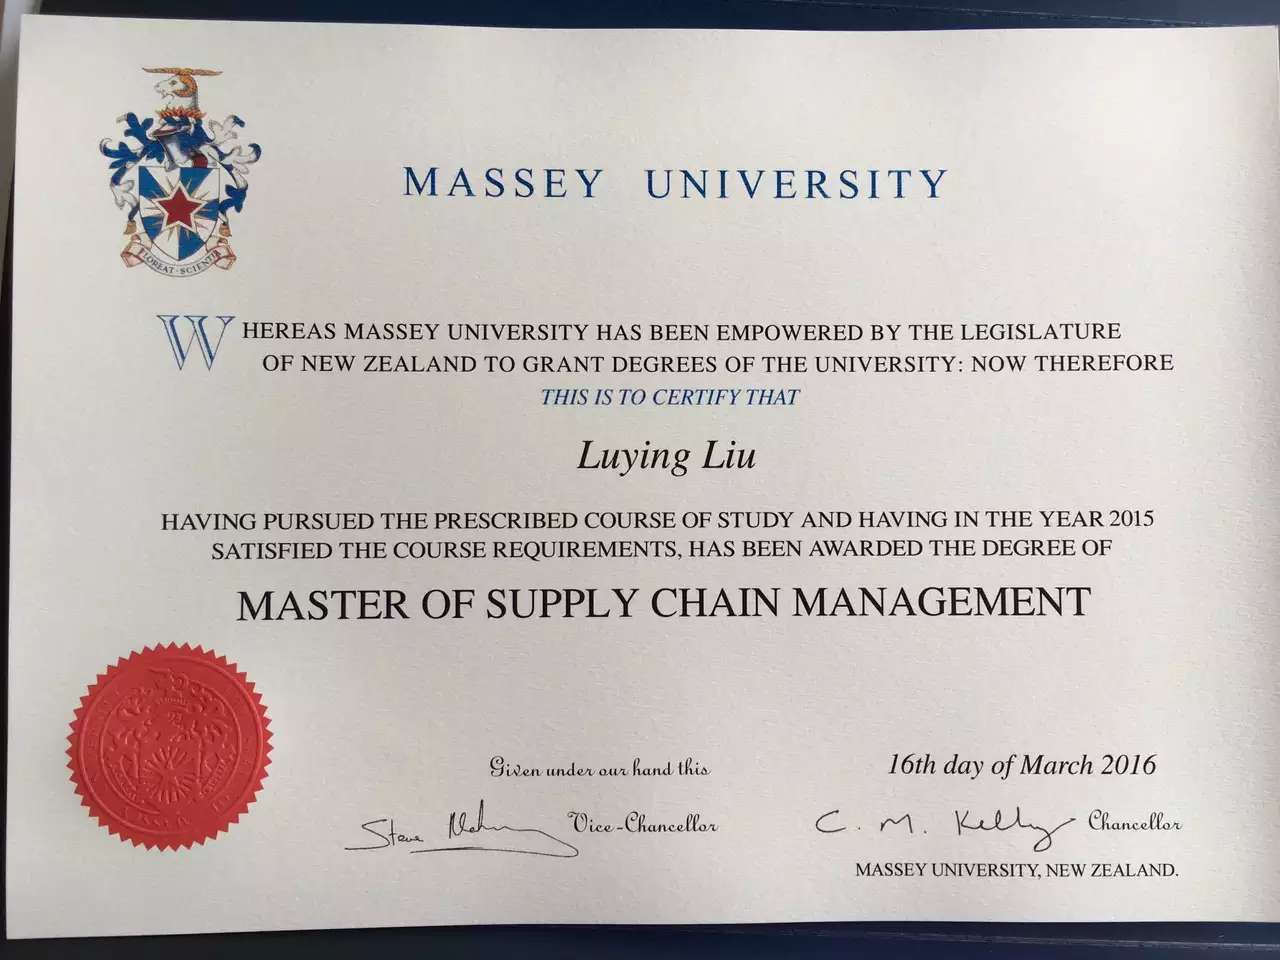 MASSEY UNIVERSITY
FLOREAT·SCIENTIA
WHEREAS MASSEY UNIVERSITY HAS BEEN EMPOWERED BY THE LEGISLATURE
OF NEW ZEALAND TO GRANT DEGREES OF THE UNIVERSITY: NOW THEREFORE
THIS IS TO CERTIFY THAT
Luying Liu
HAVING PURSUED THE PRESCRIBED COURSE OF STUDY AND HAVING IN THE YEAR 2015
SATISFIED THE COURSE REQUIREMENTS, HAS BEEN AWARDED THE DEGREE OF
MASTER OF SUPPLY CHAIN MANAGEMENT
Given under our hand this 16th day of March 2016
Steve Vice-Chancellor C. M. Kelly Chancellor
MASSEY UNIVERSITY, NEW ZEALAND.